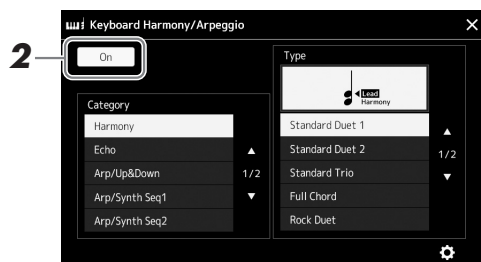 Keyboard Harmony/Arpeggio
2
On
Type
Lead
Harmony
Category
Harmony
Echo
Arp/Up&Down
Arp/Synth Seq1
Arp/Synth Seq2
1/2
Standard Duet 1
Standard Duet 2
Standard Trio
Full Chord
Rock Duet
1/2